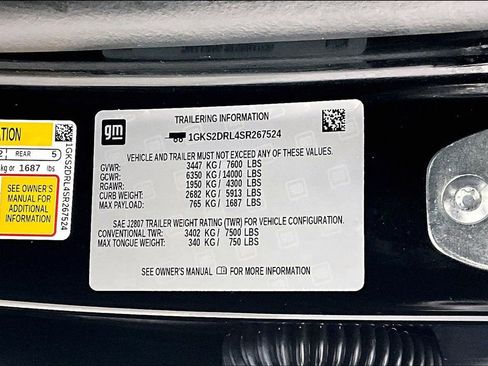 TRAILERING INFORMATION
gm
1GKS2DRL4SR267524
VEHICLE AND TRAILER MUST NOT EXCEED ANY OF THESE:
GVWR: 3447 KG / 7600 LBS
GCWR: 6350 KG / 14000 LBS
RGAWR: 1950 KG / 4300 LBS
CURB WEIGHT: 2682 KG / 5913 LBS
MAX PAYLOAD: 765 KG / 1687 LBS
SAE J2807 TRAILER WEIGHT RATING (TWR) FOR VEHICLE CONFIGURATION.
CONVENTIONAL TWR: 3402 KG / 7500 LBS
MAX TONGUE WEIGHT: 340 KG / 750 LBS
SEE OWNER'S MANUAL FOR MORE INFORMATION
ATION
2 REAR 5
kg or 1687 lbs
SEE OWNER'S
MANUAL FOR
ADDITIONAL
INFORMATION
1GKS2DRL4SR267524